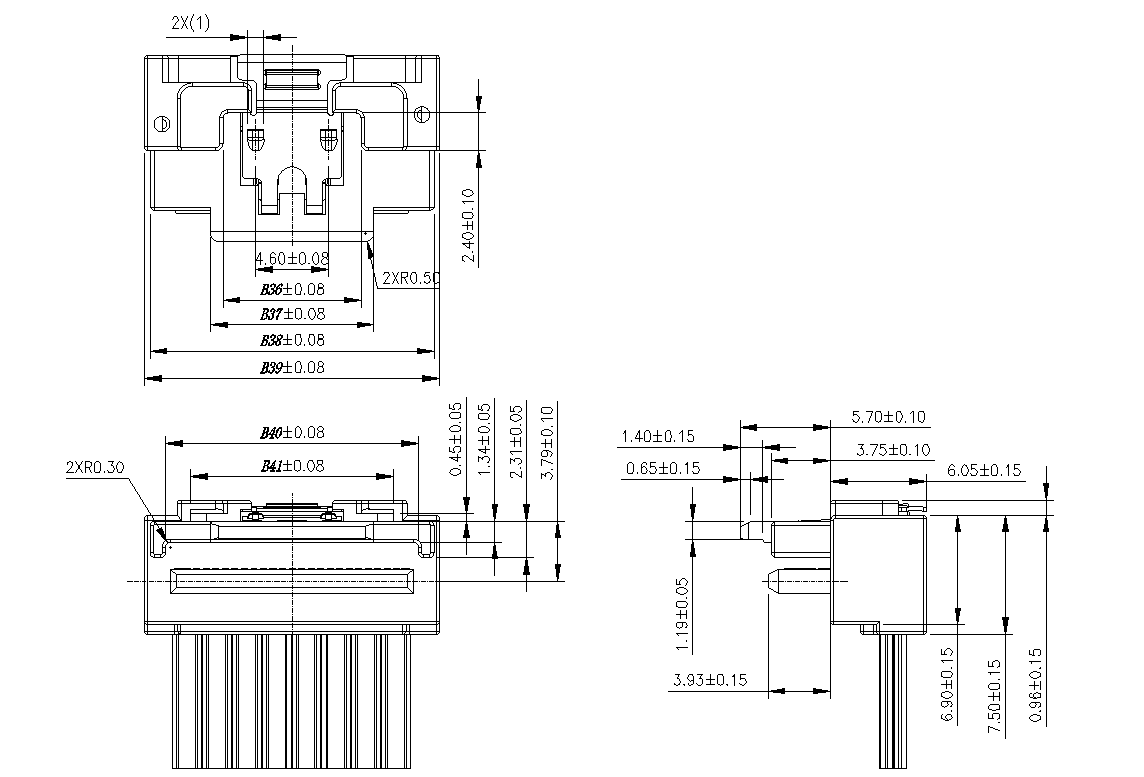 2X(1)
2.40±0.10
4.60±0.08
2XR0.50
B36±0.08
B37±0.08
B38±0.08
B39±0.08
B40±0.08
B41±0.08
2XR0.30
0.45±0.05
1.34±0.05
2.31±0.05
3.79±0.10
5.70±0.10
1.40±0.15
3.75±0.10
0.65±0.15
6.05±0.15
1.19±0.05
3.93±0.15
6.90±0.15
7.50±0.15
0.96±0.15